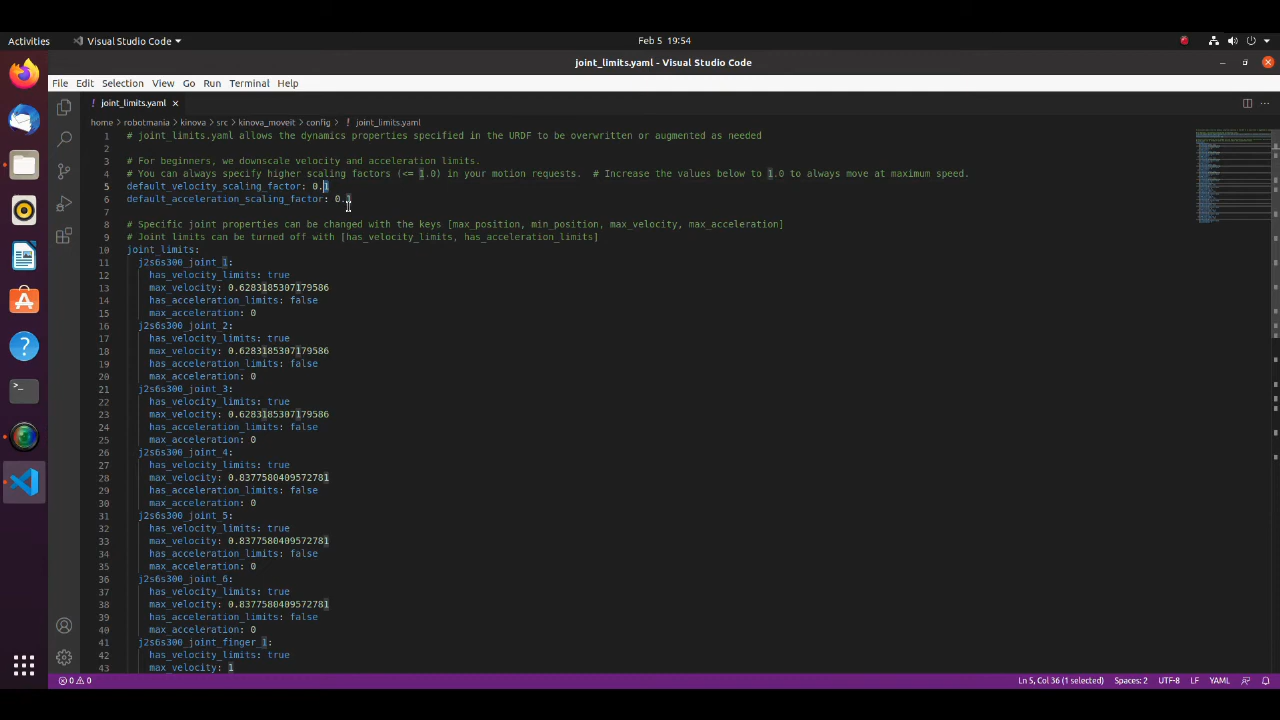 Activities
Visual Studio Code
Feb 5 19:54
joint_limits.yaml - Visual Studio Code
File Edit Selection View Go Run Terminal Help
! joint_limits.yaml
home > robotmania > kinova > src > kinova_moveit > config > ! joint_limits.yaml
1 # joint_limits.yaml allows the dynamics properties specified in the URDF to be overwritten or augmented as needed
2
3 # For beginners, we downscale velocity and acceleration limits.
4 # You can always specify higher scaling factors (<= 1.0) in your motion requests.  # Increase the values below to 1.0 to always move at maximum speed.
5 default_velocity_scaling_factor: 0.1
6 default_acceleration_scaling_factor: 0.1
7
8 # Specific joint properties can be changed with the keys [max_position, min_position, max_velocity, max_acceleration]
9 # Joint limits can be turned off with [has_velocity_limits, has_acceleration_limits]
10 joint_limits:
11 j2s6s300_joint_1:
12 has_velocity_limits: true
13 max_velocity: 0.6283185307179586
14 has_acceleration_limits: false
15 max_acceleration: 0
16 j2s6s300_joint_2:
17 has_velocity_limits: true
18 max_velocity: 0.6283185307179586
19 has_acceleration_limits: false
20 max_acceleration: 0
21 j2s6s300_joint_3:
22 has_velocity_limits: true
23 max_velocity: 0.6283185307179586
24 has_acceleration_limits: false
25 max_acceleration: 0
26 j2s6s300_joint_4:
27 has_velocity_limits: true
28 max_velocity: 0.8377580409572781
29 has_acceleration_limits: false
30 max_acceleration: 0
31 j2s6s300_joint_5:
32 has_velocity_limits: true
33 max_velocity: 0.8377580409572781
34 has_acceleration_limits: false
35 max_acceleration: 0
36 j2s6s300_joint_6:
37 has_velocity_limits: true
38 max_velocity: 0.8377580409572781
39 has_acceleration_limits: false
40 max_acceleration: 0
41 j2s6s300_joint_finger_1:
42 has_velocity_limits: true
43 max_velocity: 1
0 0 Ln 5, Col 36 (1 selected) Spaces: 2 UTF-8 LF YAML